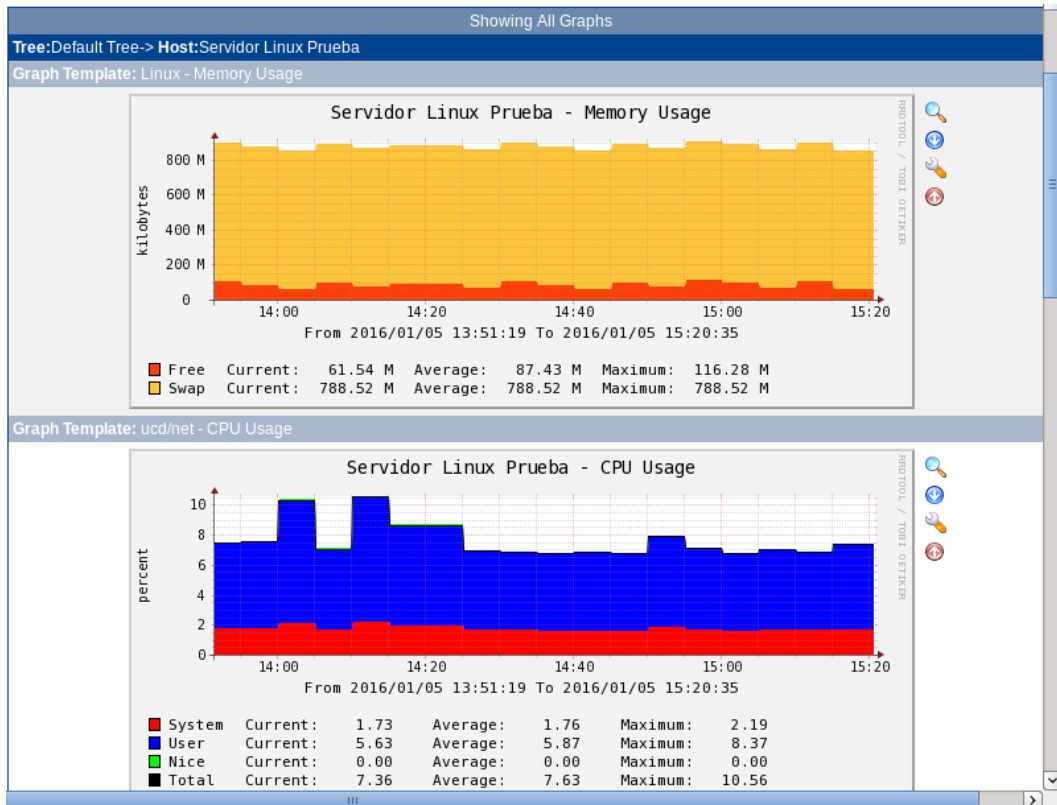 Showing All Graphs
Tree:Default Tree-> Host:Servidor Linux Prueba
Graph Template: Linux - Memory Usage
Servidor Linux Prueba - Memory Usage
RRDTOOL / TOBI OETIKER
kilobytes
800 M
600 M
400 M
200 M
0
14:00 14:20 14:40 15:00 15:20
From 2016/01/05 13:51:19 To 2016/01/05 15:20:35
Free Current: 61.54 M Average: 87.43 M Maximum: 116.28 M
Swap Current: 788.52 M Average: 788.52 M Maximum: 788.52 M
Graph Template: ucd/net - CPU Usage
Servidor Linux Prueba - CPU Usage
RRDTOOL / TOBI OETIKER
percent
10
8
6
4
2
0
14:00 14:20 14:40 15:00 15:20
From 2016/01/05 13:51:19 To 2016/01/05 15:20:35
System Current: 1.73 Average: 1.76 Maximum: 2.19
User Current: 5.63 Average: 5.87 Maximum: 8.37
Nice Current: 0.00 Average: 0.00 Maximum: 0.00
Total Current: 7.36 Average: 7.63 Maximum: 10.56